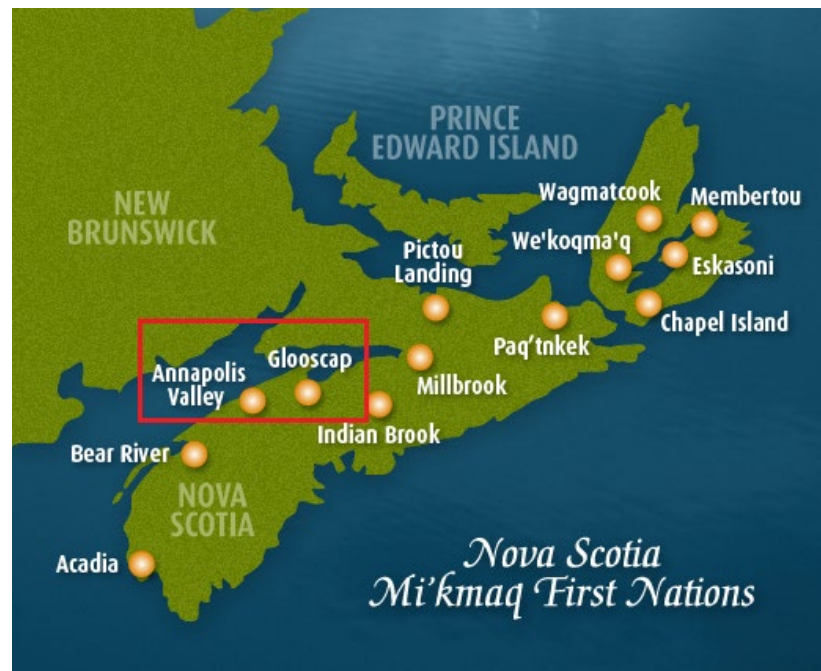 PRINCE
EDWARD ISLAND
NEW
BRUNSWICK
Wagmatcook
Membertou
We'koqma'q
Eskasoni
Pictou
Landing
Chapel Island
Paq’tnkek
Glooscap
Annapolis
Valley
Millbrook
Indian Brook
Bear River
NOVA
SCOTIA
Acadia
Nova Scotia
Mi’kmaq First Nations